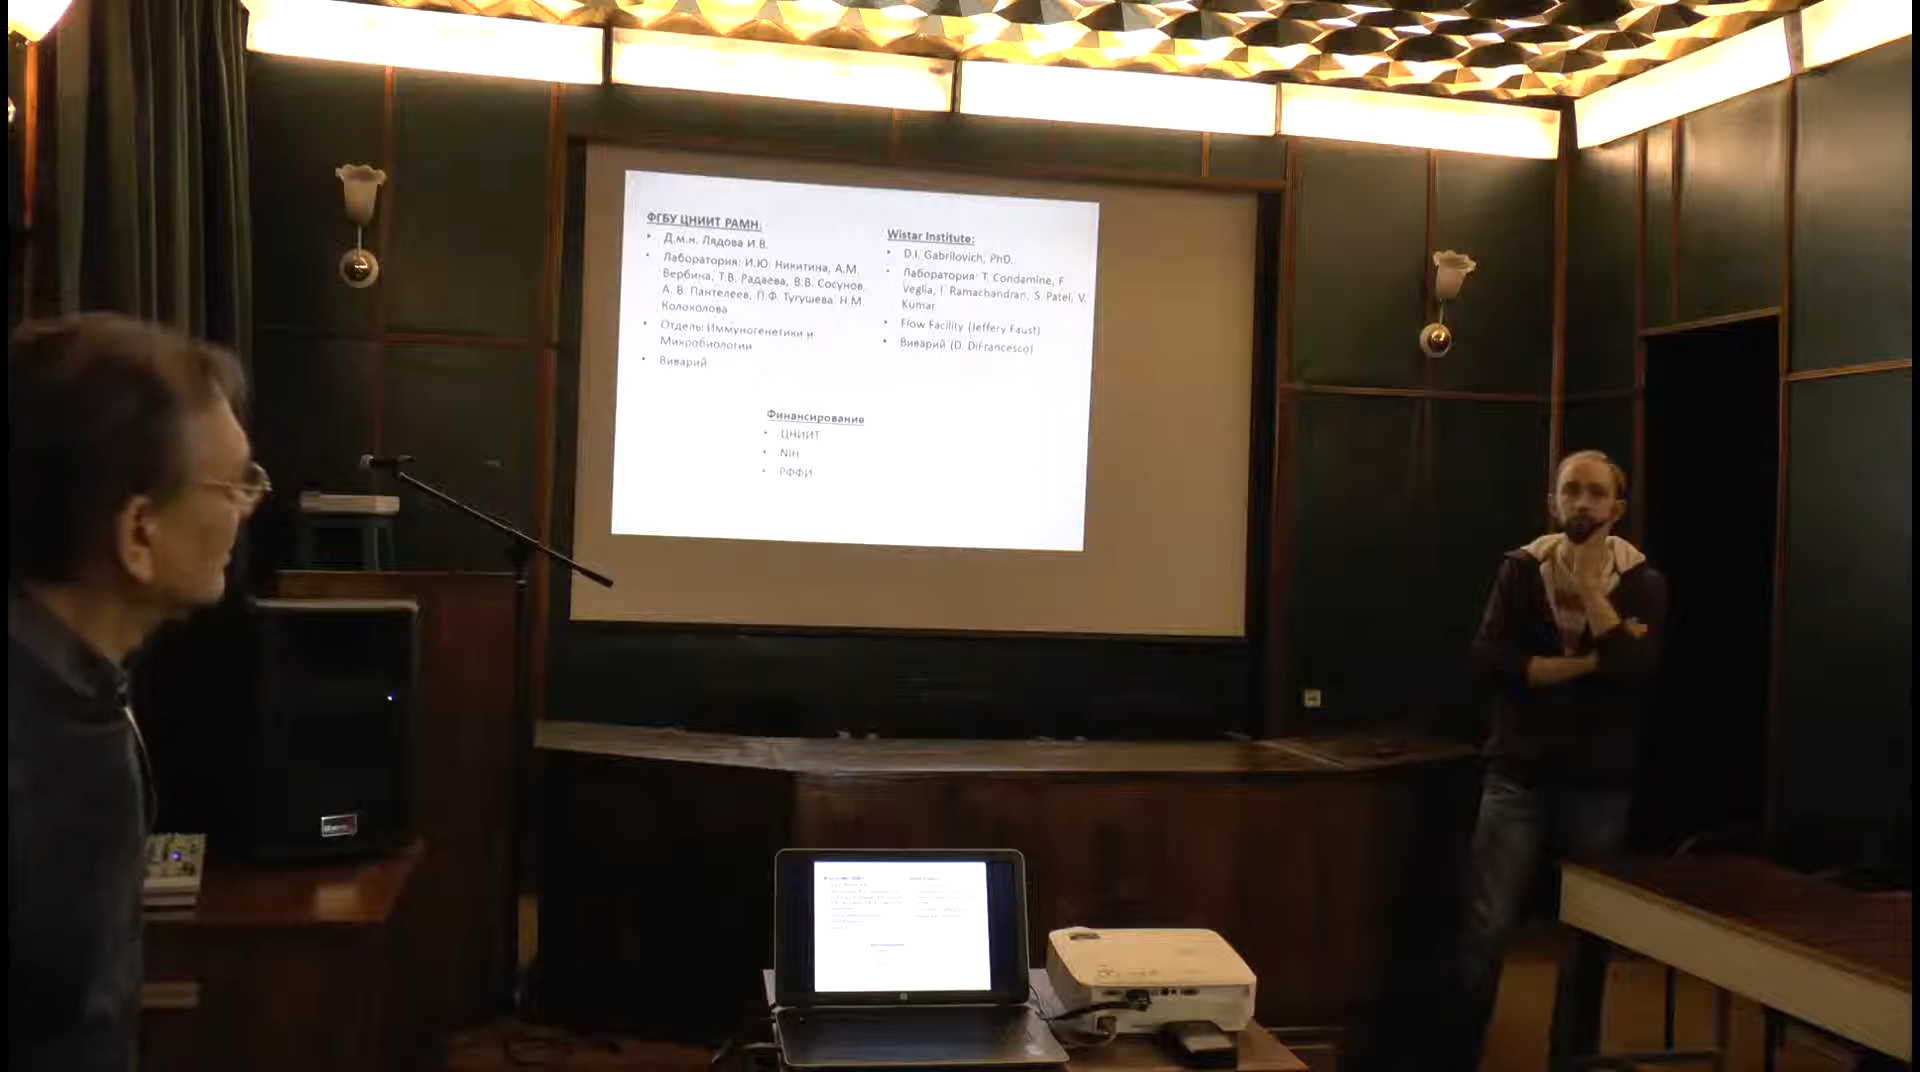 ФГБУ ЦНИИТ РАМН:
Д.м.н. Лядова И.В.
Лаборатория: И.Ю. Никитина, А.М.
Вербина, Т.В. Радаева, В.В. Сосунов,
А. В. Пантелеев, П.Ф. Тугушева, Н.М.
Колоколова
Отделы: Иммуногенетики и
Микробиологии
Виварий
Wistar Institute:
D.I. Gabrilovich, PhD.
Лаборатория: T. Condamine, F.
Veglia, I. Ramachandran, S. Patel, V.
Kumar
Flow Facility (Jeffery Faust)
Виварий (D. DiFrancesco)
Финансирование
ЦНИИТ
NIH
РФФИ